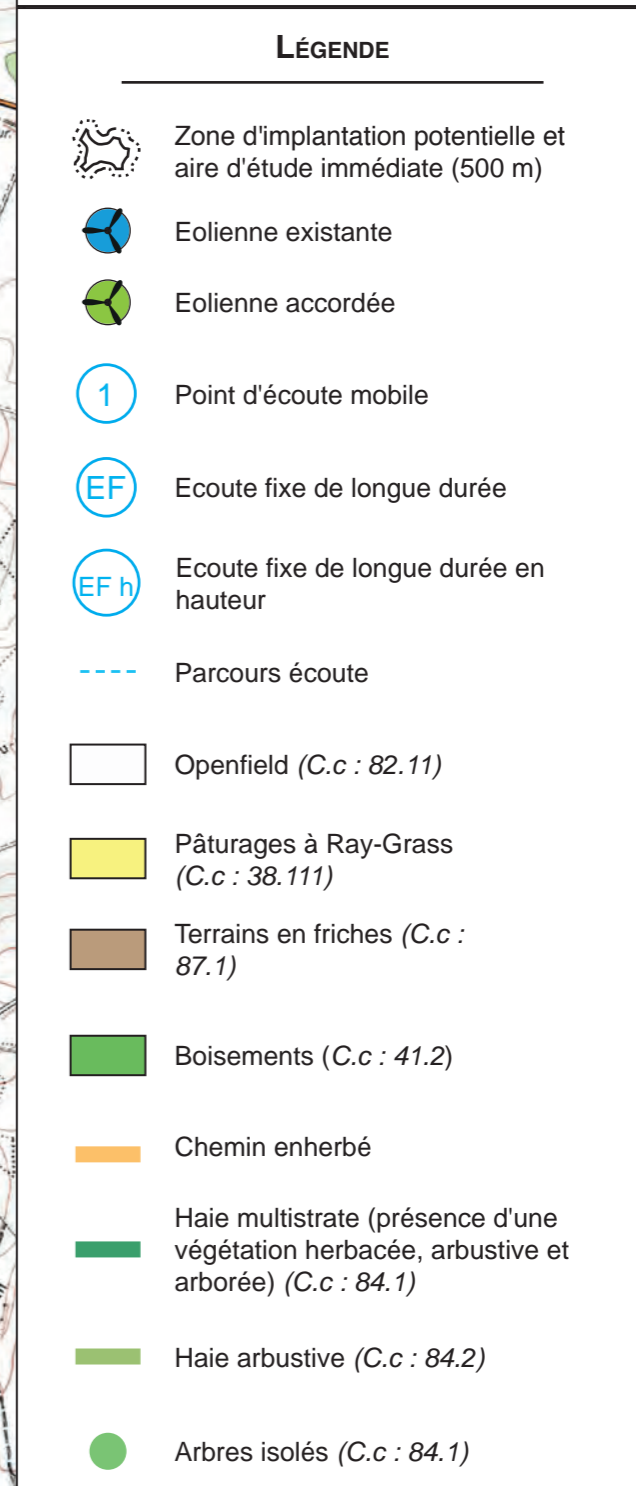 LÉGENDE
Zone d'implantation potentielle et
aire d'étude immédiate (500 m)
Eolienne existante
Eolienne accordée
1 Point d'écoute mobile
EF Ecoute fixe de longue durée
EF h Ecoute fixe de longue durée en
hauteur
Parcours écoute
Openfield (C.c : 82.11)
Pâturages à Ray-Grass
(C.c : 38.111)
Terrains en friches (C.c :
87.1)
Boisements (C.c : 41.2)
Chemin enherbé
Haie multistrate (présence d'une
végétation herbacée, arbustive et
arborée) (C.c : 84.1)
Haie arbustive (C.c : 84.2)
Arbres isolés (C.c : 84.1)